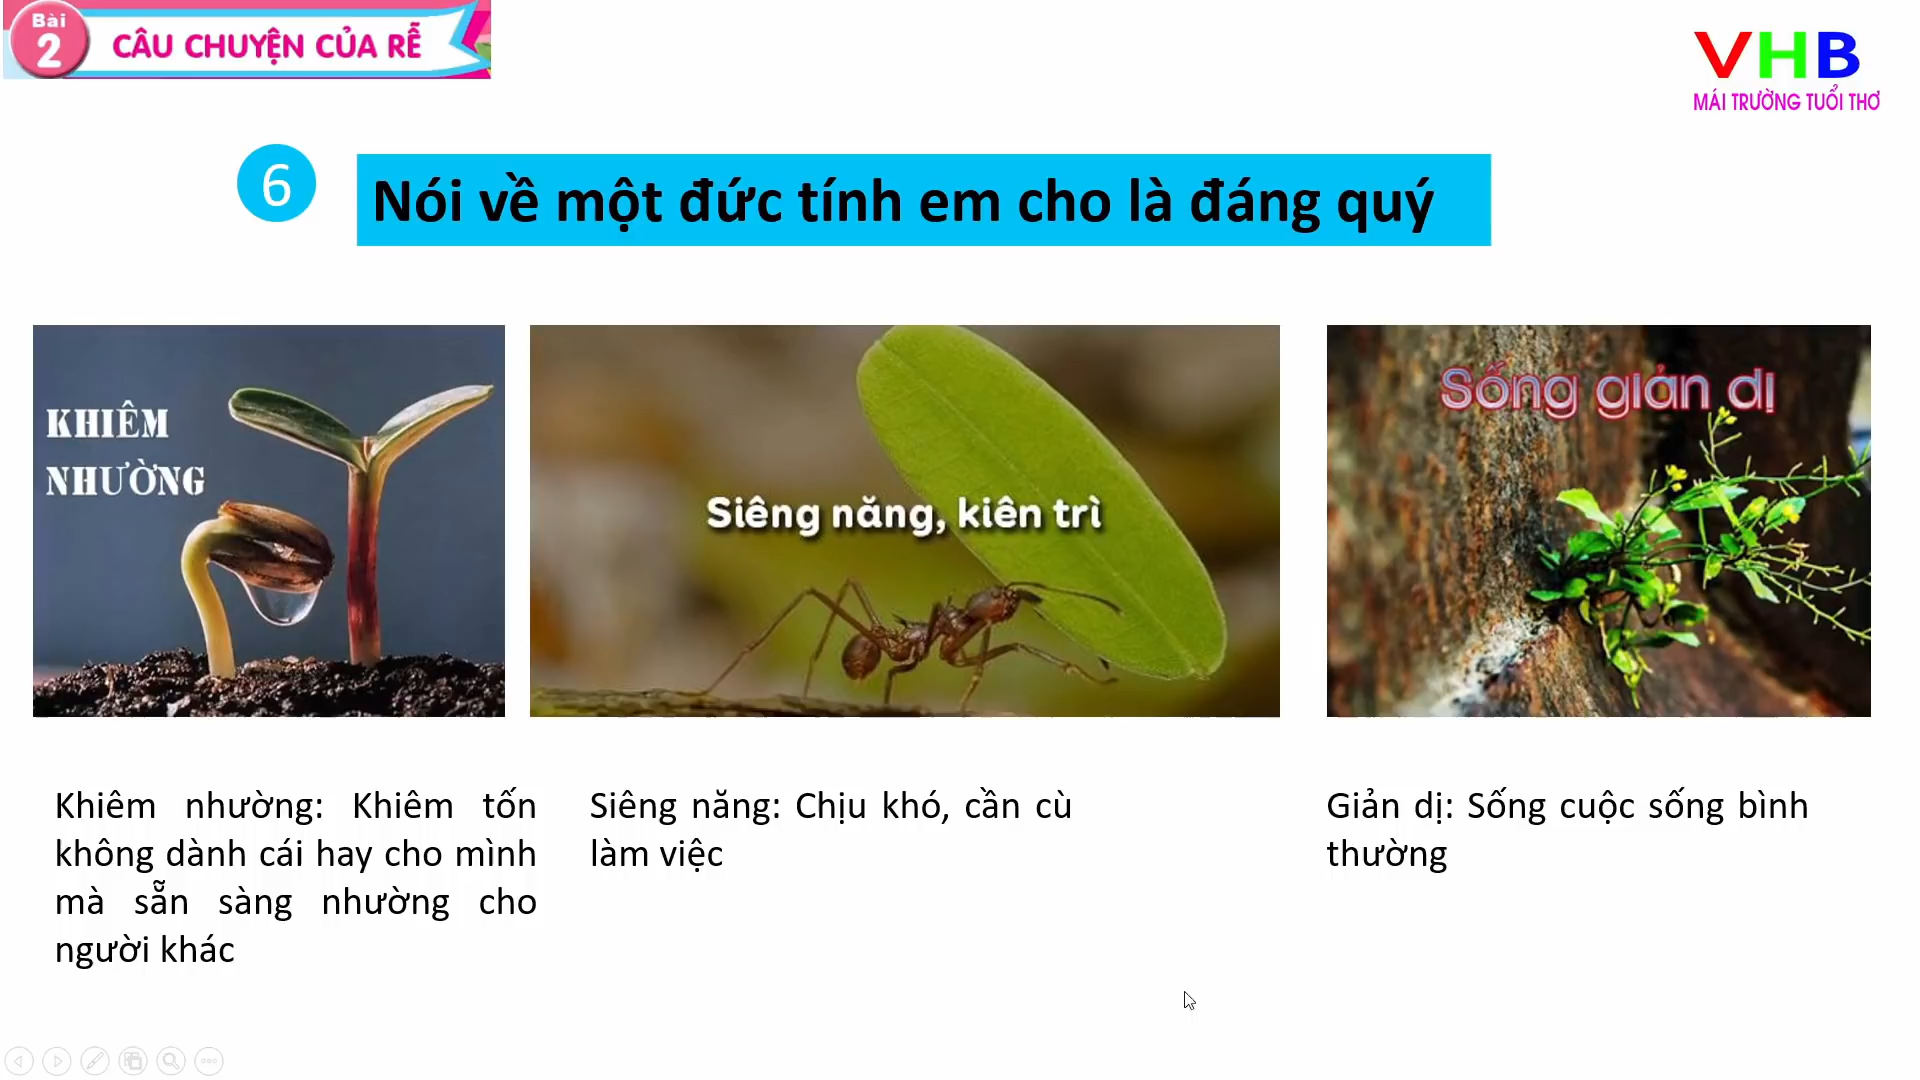 Bài
2
CÂU CHUYỆN CỦA RỄ
VHB
MÁI TRƯỜNG TUỔI THƠ
6
Nói về một đức tính em cho là đáng quý
KHIÊM
NHƯỜNG
Siêng năng, kiên trì
Sống giản dị
Khiêm nhường: Khiêm tốn
không dành cái hay cho mình
mà sẵn sàng nhường cho
người khác
Siêng năng: Chịu khó, cần cù
làm việc
Giản dị: Sống cuộc sống bình
thường